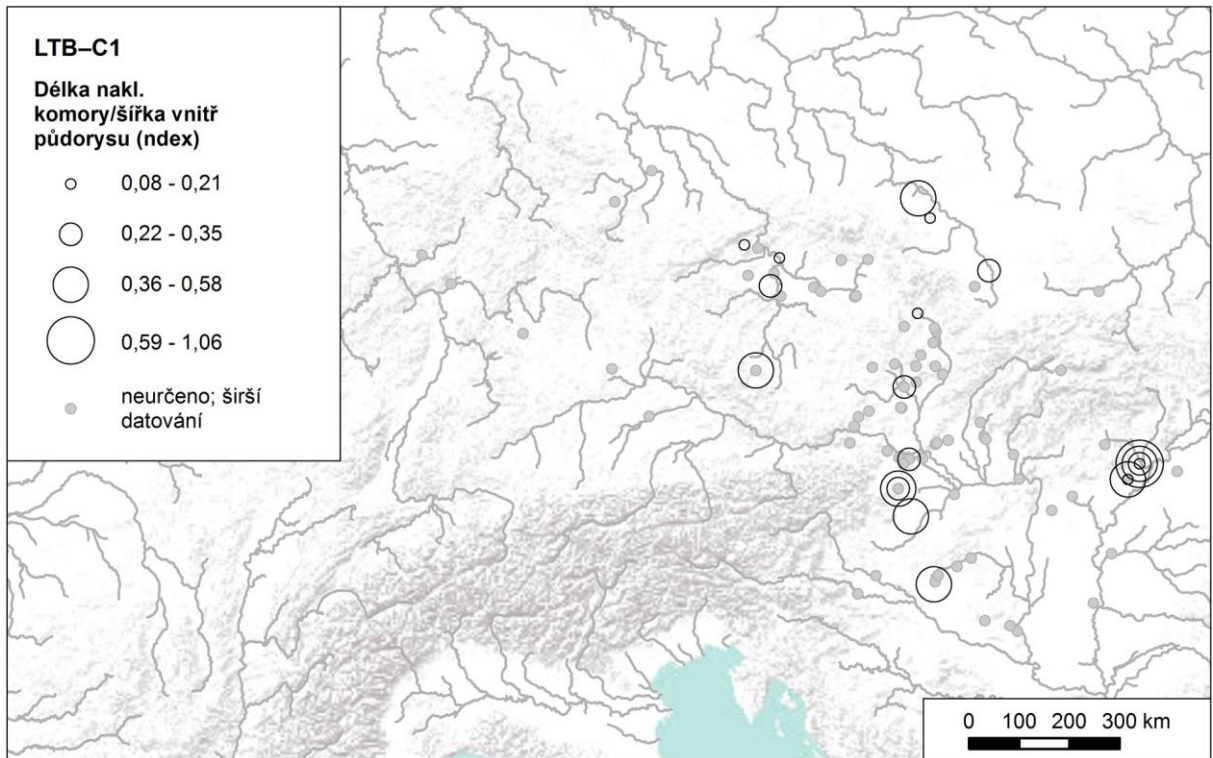 LTB–C1
Délka nakl.
komory/šířka vnitř
půdorysu (ndex)
0,08 - 0,21
0,22 - 0,35
0,36 - 0,58
0,59 - 1,06
neurčeno; širší
datování
0 100 200 300 km